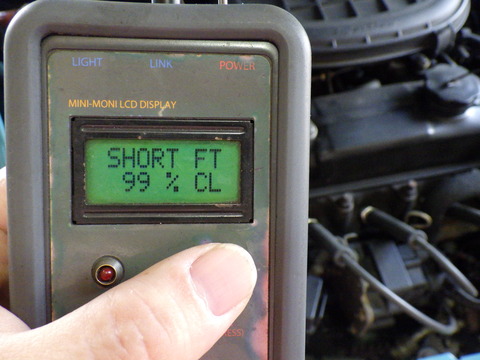 LIGHT LINK POWER
MINI-MONI LCD DISPLAY
SHORT FT
99 % CL